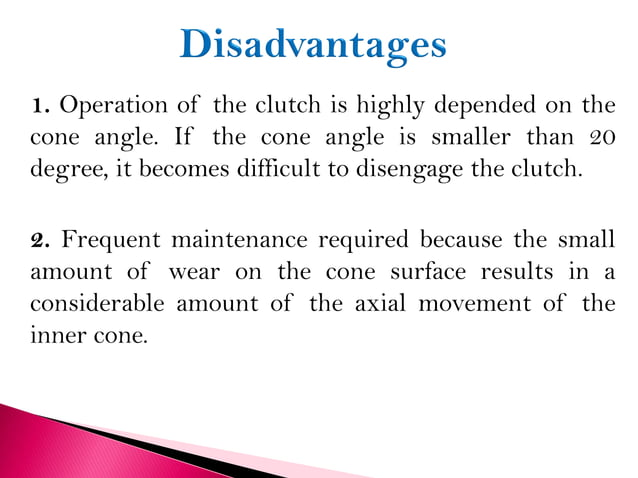 Disadvantages
1. Operation of the clutch is highly depended on the
cone angle. If the cone angle is smaller than 20
degree, it becomes difficult to disengage the clutch.
2. Frequent maintenance required because the small
amount of wear on the cone surface results in a
considerable amount of the axial movement of the
inner cone.